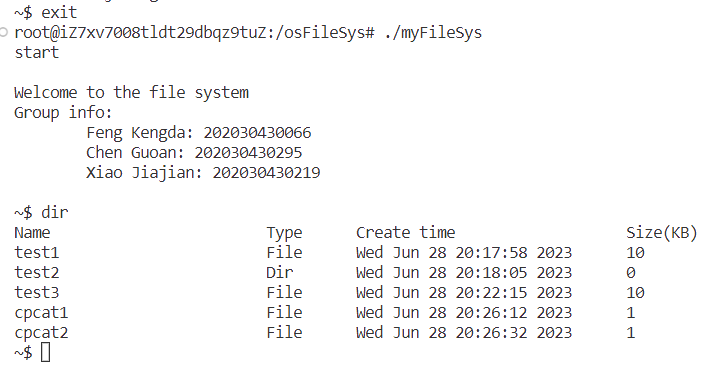 ~$ exit
root@iZ7xv7008tldt29dbqz9tuZ:/osFileSys# ./myFileSys
start
Welcome to the file system
Group info:
Feng Kengda: 202030430066
Chen Guoan: 202030430295
Xiao Jiajian: 202030430219
~$ dir
Name Type Create time Size(KB)
test1 File Wed Jun 28 20:17:58 2023 10
test2 Dir Wed Jun 28 20:18:05 2023 0
test3 File Wed Jun 28 20:22:15 2023 10
cpcat1 File Wed Jun 28 20:26:12 2023 1
cpcat2 File Wed Jun 28 20:26:32 2023 1
~$